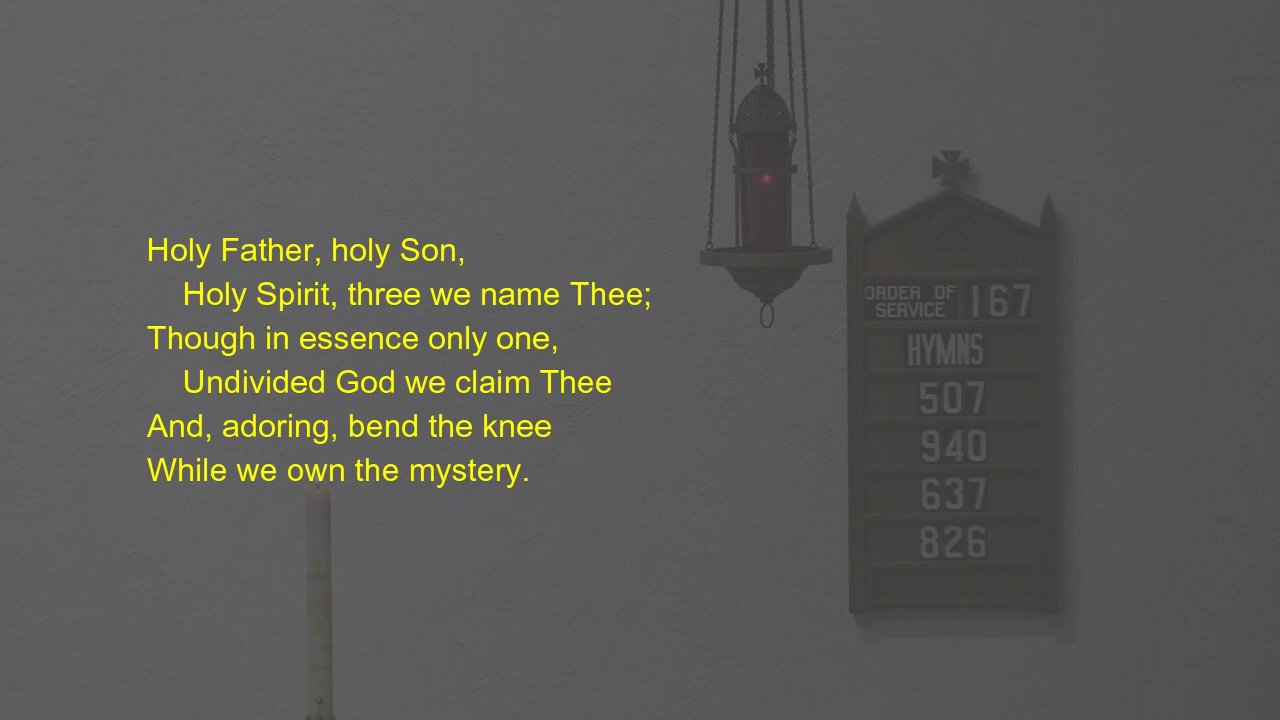 Holy Father, holy Son,
Holy Spirit, three we name Thee;
Though in essence only one,
Undivided God we claim Thee
And, adoring, bend the knee
While we own the mystery.
ORDER OF
SERVICE 167
HYMNS
507
940
637
826